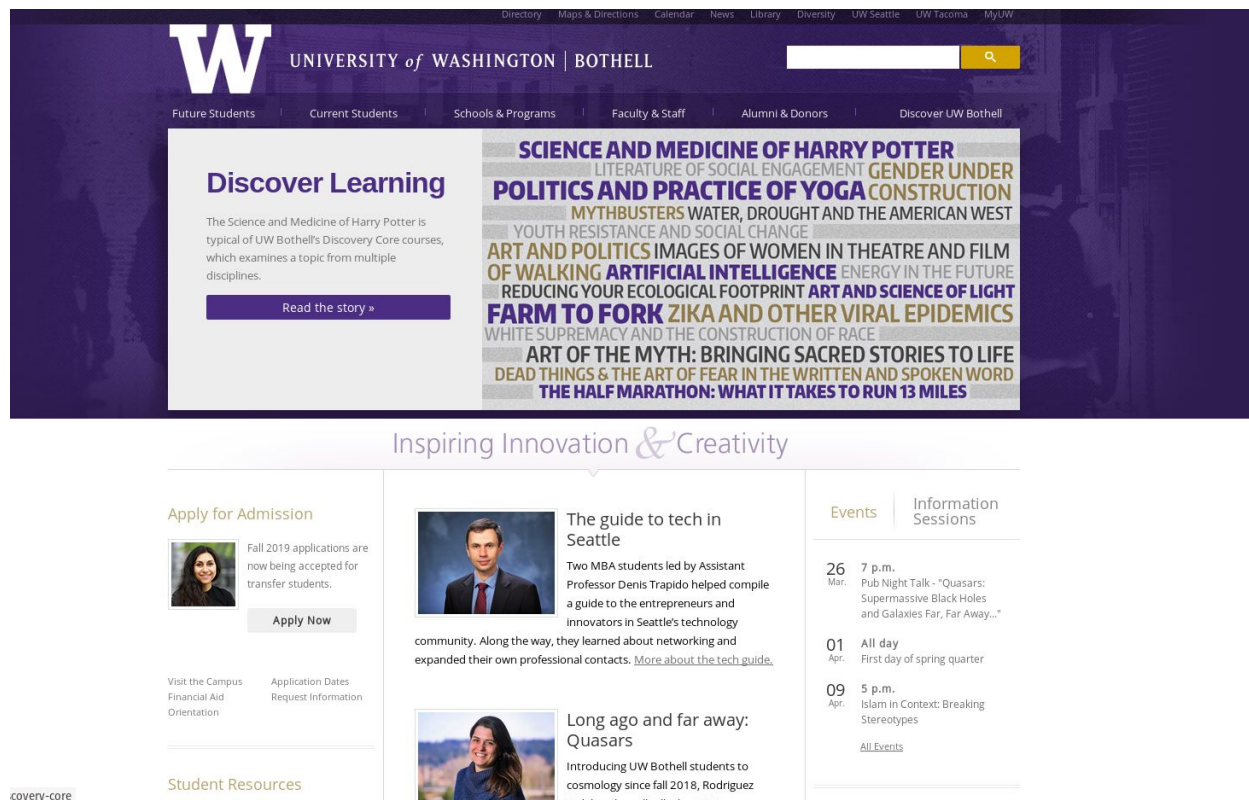 Directory Maps & Directions Calendar News Library Diversity UW Seattle UW Tacoma MyUW
W
UNIVERSITY of WASHINGTON | BOTHELL
Future Students Current Students Schools & Programs Faculty & Staff Alumni & Donors Discover UW Bothell
Discover Learning
The Science and Medicine of Harry Potter is
typical of UW Bothell's Discovery Core courses,
which examines a topic from multiple
disciplines.
Read the story »
SCIENCE AND MEDICINE OF HARRY POTTER
LITERATURE OF SOCIAL ENGAGEMENT GENDER UNDER
POLITICS AND PRACTICE OF YOGA CONSTRUCTION
MYTHBUSTERS WATER, DROUGHT AND THE AMERICAN WEST
YOUTH RESISTANCE AND SOCIAL CHANGE
ART AND POLITICS IMAGES OF WOMEN IN THEATRE AND FILM
OF WALKING ARTIFICIAL INTELLIGENCE ENERGY IN THE FUTURE
REDUCING YOUR ECOLOGICAL FOOTPRINT ART AND SCIENCE OF LIGHT
FARM TO FORK ZIKA AND OTHER VIRAL EPIDEMICS
WHITE SUPREMACY AND THE CONSTRUCTION OF RACE
ART OF THE MYTH: BRINGING SACRED STORIES TO LIFE
DEAD THINGS & THE ART OF FEAR IN THE WRITTEN AND SPOKEN WORD
THE HALF MARATHON: WHAT IT TAKES TO RUN 13 MILES
Inspiring Innovation & Creativity
Apply for Admission
Fall 2019 applications are
now being accepted for
transfer students.
Apply Now
Visit the Campus Application Dates
Financial Aid Request Information
Orientation
Student Resources
The guide to tech in
Seattle
Two MBA students led by Assistant
Professor Denis Trapido helped compile
a guide to the entrepreneurs and
innovators in Seattle's technology
community. Along the way, they learned about networking and
expanded their own professional contacts. More about the tech guide.
Long ago and far away:
Quasars
Introducing UW Bothell students to
cosmology since fall 2018, Rodriguez
Events
Information
Sessions
26 7 p.m.
Mar. Pub Night Talk - "Quasars:
Supermassive Black Holes
and Galaxies Far, Far Away..."
01 All day
Apr. First day of spring quarter
09 5 p.m.
Apr. Islam in Context: Breaking
Stereotypes
All Events
covery-core